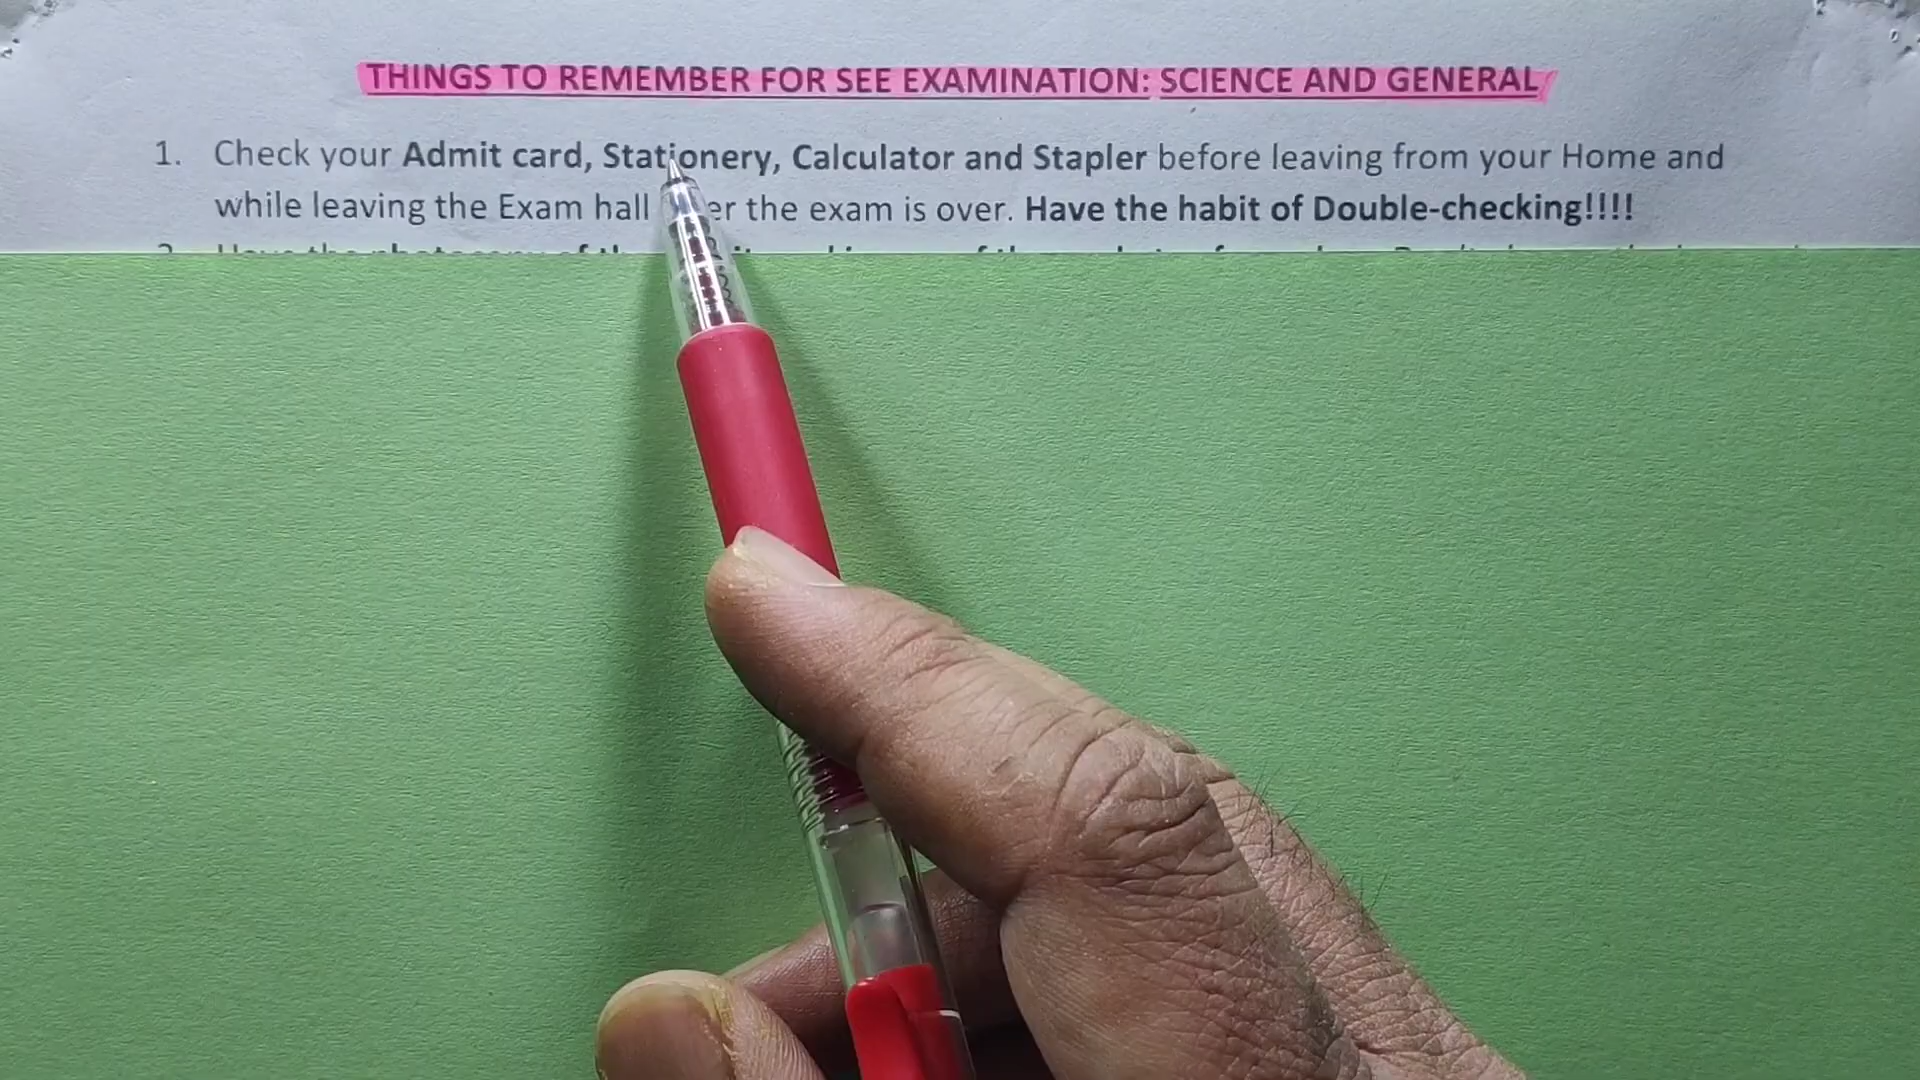 THINGS TO REMEMBER FOR SEE EXAMINATION: SCIENCE AND GENERAL
1. Check your Admit card, Stationery, Calculator and Stapler before leaving from your Home and
while leaving the Exam hall er the exam is over. Have the habit of Double-checking!!!!